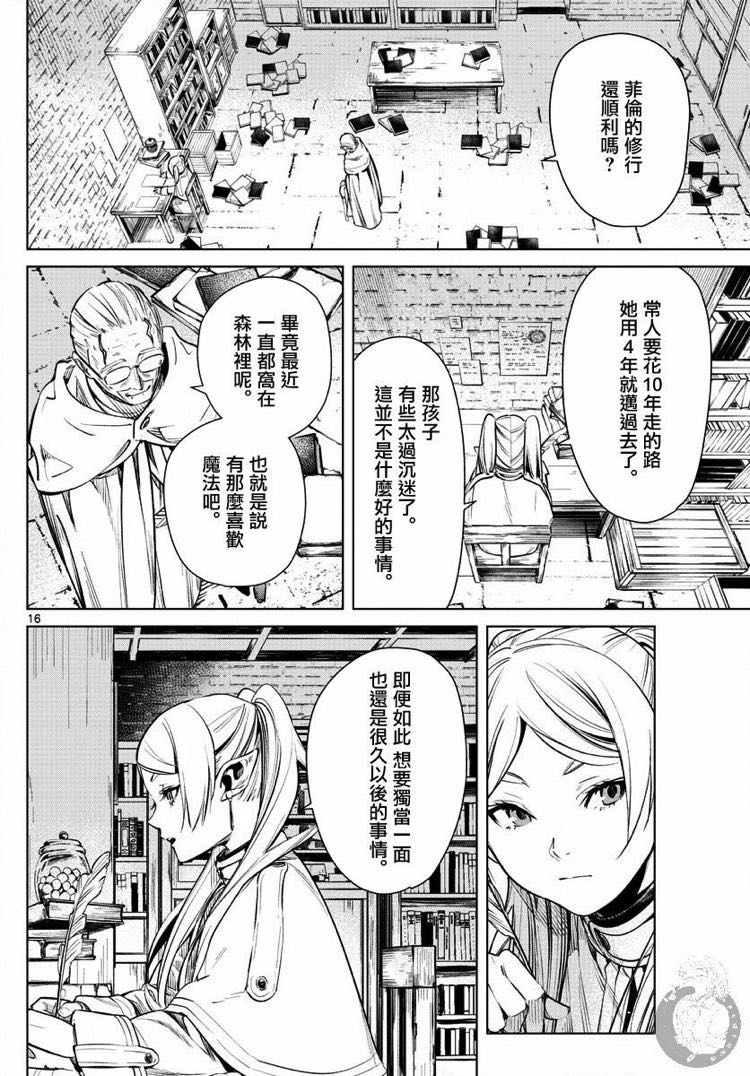 菲倫的修行
還順利嗎？
常人要花10年走的路
她用4年就邁過去了。
那孩子
有些太過沉迷了。
這並不是什麼好的事情。
畢竟最近
一直都窩在
森林裡呢。
也就是說
有那麼喜歡
魔法吧。
16
即便如此 想要獨當一面
也還是很久以後的事情。